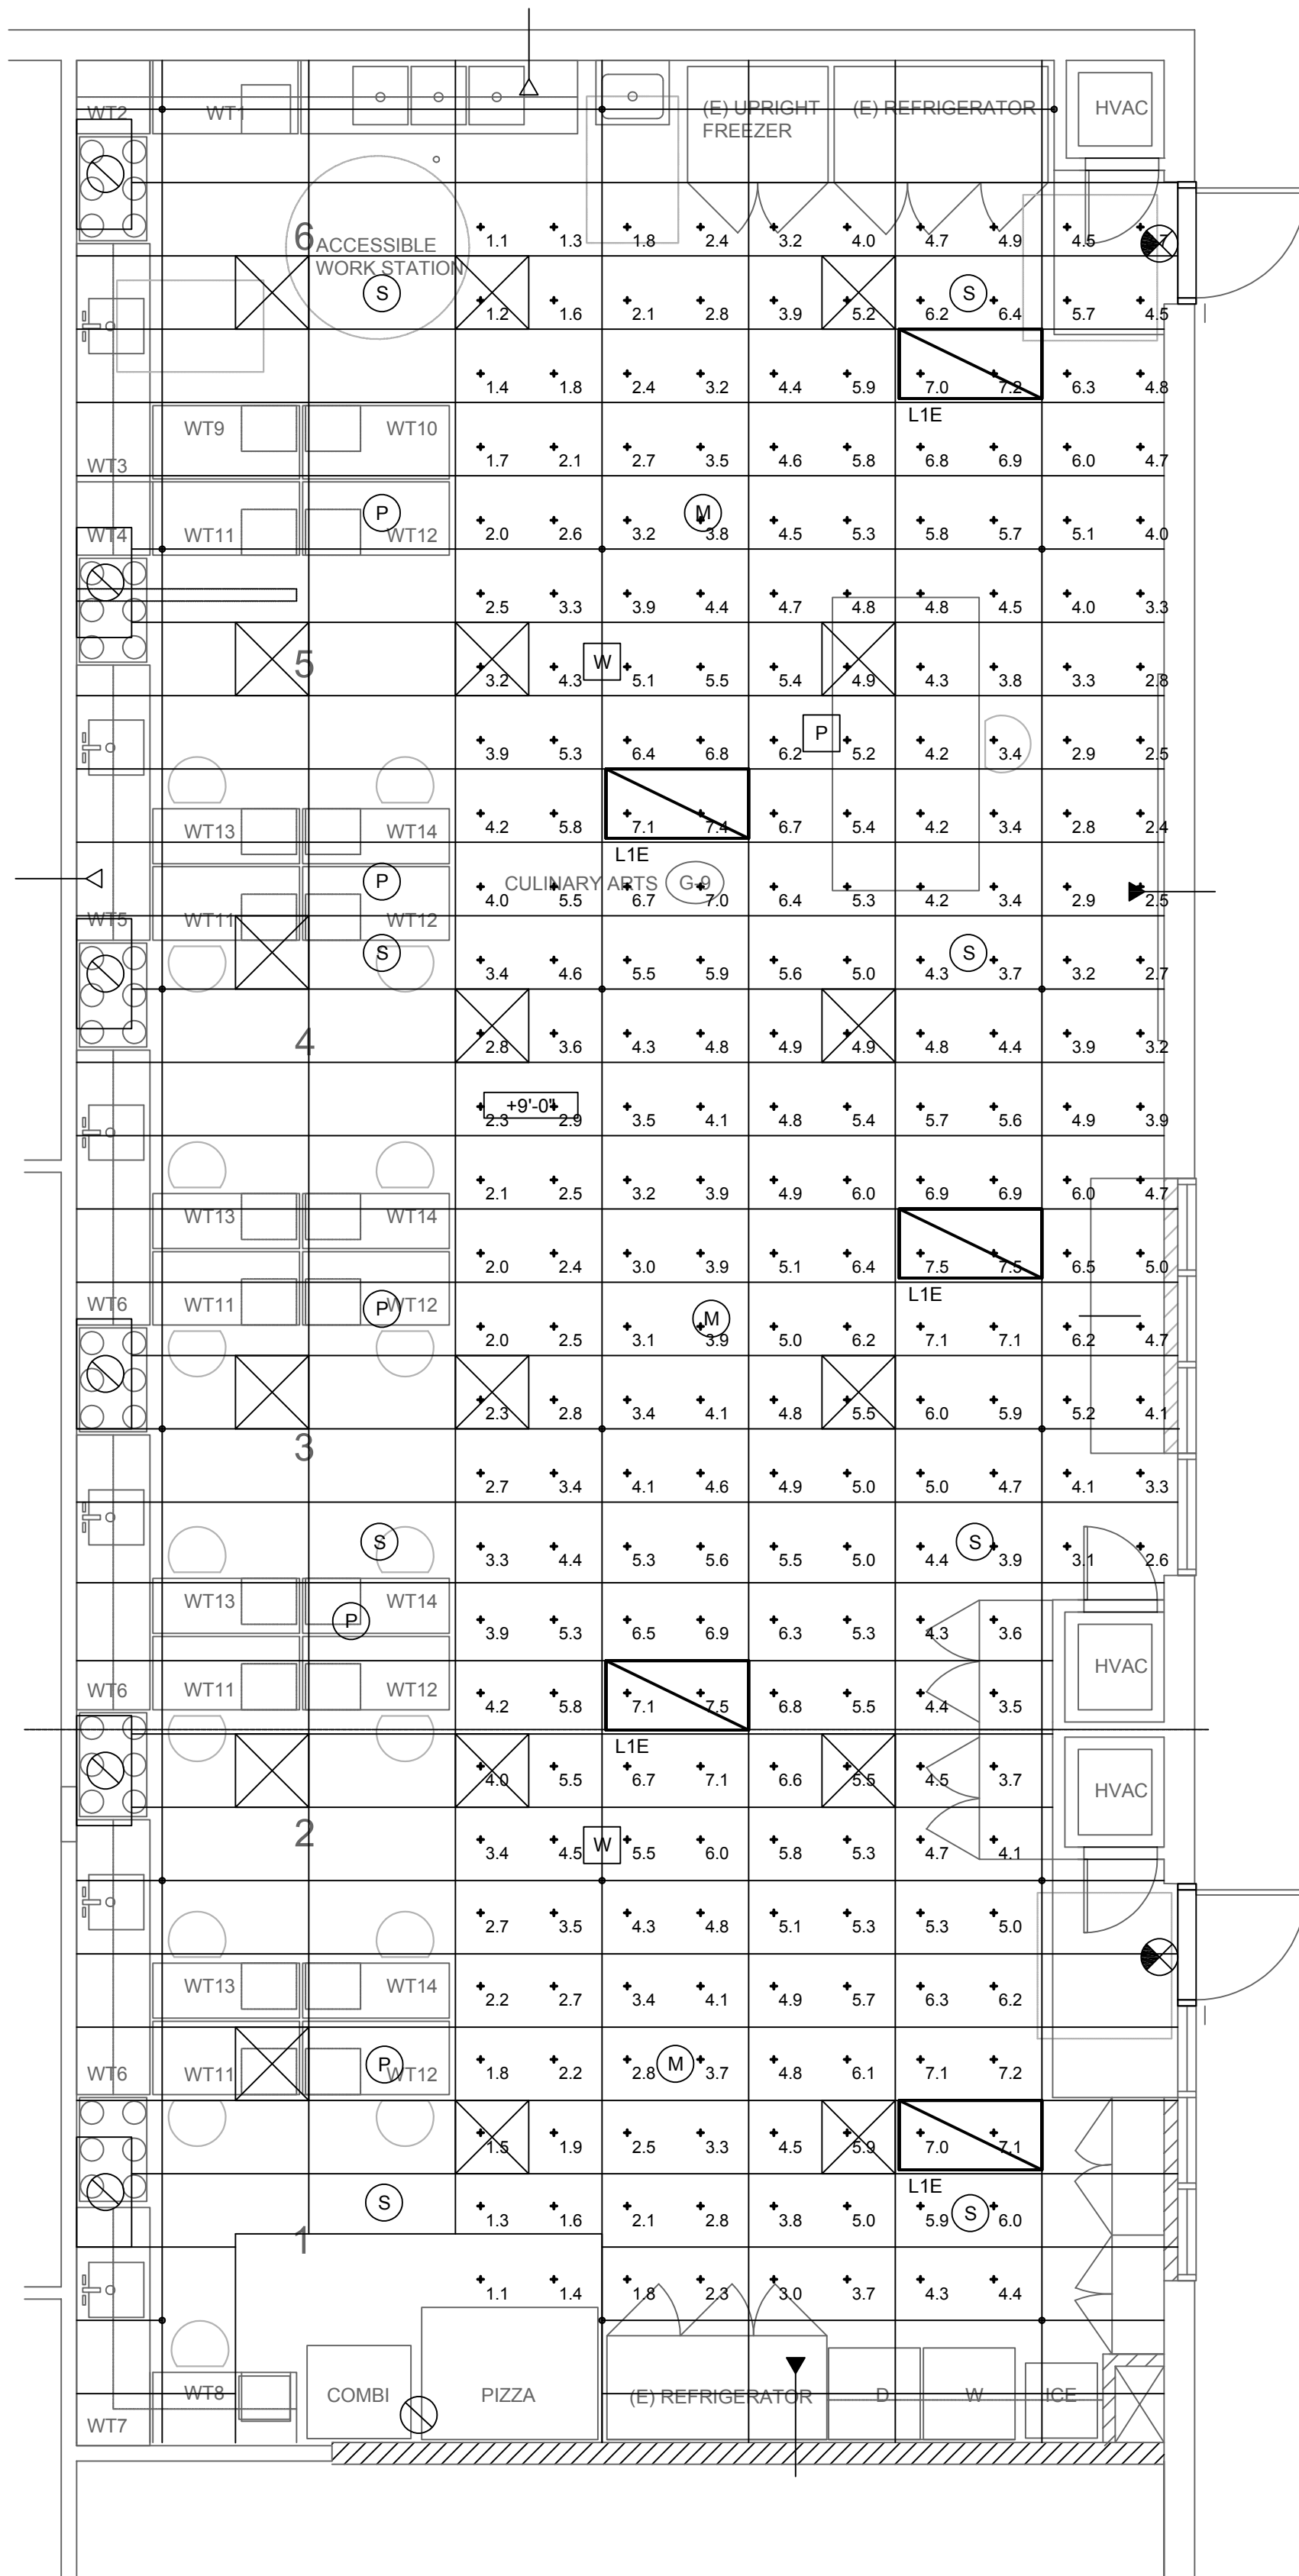 WT2 WT1 (E) UPRIGHT (E) REFRIGERATOR HVAC
FREEZER
6 ACCESSIBLE
WORK STATION
1.1 1.3 1.8 2.4 3.2 4.0 4.7 4.9 4.5
S S
1.2 1.6 2.1 2.8 3.9 5.2 6.2 6.4 5.7 4.5
1.4 1.8 2.4 3.2 4.4 5.9 7.0 7.2 6.3 4.8
L1E
WT9 WT10
WT3 1.7 2.1 2.7 3.5 4.6 5.8 6.8 6.9 6.0 4.7
P M
WT4 WT11 WT12 2.0 2.6 3.2 3.8 4.5 5.3 5.8 5.7 5.1 4.0
2.5 3.3 3.9 4.4 4.7 4.8 4.8 4.5 4.0 3.3
5 W
3.2 4.3 5.1 5.5 5.4 4.9 4.3 3.8 3.3 2.8
P
3.9 5.3 6.4 6.8 6.2 5.2 4.2 3.4 2.9 2.5
WT13 WT14 4.2 5.8 7.1 7.4 6.7 5.4 4.2 3.4 2.8 2.4
L1E
P CULINARY ARTS G-9
4.0 5.5 6.7 7.0 6.4 5.3 4.2 3.4 2.9 2.5
WT5 WT11 WT12
S S
3.4 4.6 5.5 5.9 5.6 5.0 4.3 3.7 3.2 2.7
4 2.8 3.6 4.3 4.8 4.9 4.9 4.8 4.4 3.9 3.2
+9'-0"
2.3 2.9 3.5 4.1 4.8 5.4 5.7 5.6 4.9 3.9
2.1 2.5 3.2 3.9 4.9 6.0 6.9 6.9 6.0 4.7
WT13 WT14
2.0 2.4 3.0 3.9 5.1 6.4 7.5 7.5 6.5 5.0
L1E
WT6 WT11 P WT12 M
2.0 2.5 3.1 3.9 5.0 6.2 7.1 7.1 6.2 4.7
2.3 2.8 3.4 4.1 4.8 5.5 6.0 5.9 5.2 4.1
3
2.7 3.4 4.1 4.6 4.9 5.0 5.0 4.7 4.1 3.3
S S
3.3 4.4 5.3 5.6 5.5 5.0 4.4 3.9 3.1 2.6
WT13 WT14
P
3.9 5.3 6.5 6.9 6.3 5.3 4.3 3.6
HVAC
WT6 WT11 WT12 4.2 5.8 7.1 7.5 6.8 5.5 4.4 3.5
L1E
4.0 5.5 6.7 7.1 6.6 5.5 4.5 3.7 HVAC
2 W
3.4 4.5 5.5 6.0 5.8 5.3 4.7 4.1
2.7 3.5 4.3 4.8 5.1 5.3 5.3 5.0
WT13 WT14 2.2 2.7 3.4 4.1 4.9 5.7 6.3 6.2
P M
WT6 WT11 WT12 1.8 2.2 2.8 3.7 4.8 6.1 7.1 7.2
1.5 1.9 2.5 3.3 4.5 5.9 7.0 7.1
L1E
S S
1.3 1.6 2.1 2.8 3.8 5.0 5.9 6.0
1
1.1 1.4 1.8 2.3 3.0 3.7 4.3 4.4
WT8 COMBI PIZZA (E) REFRIGERATOR D W ICE
WT7